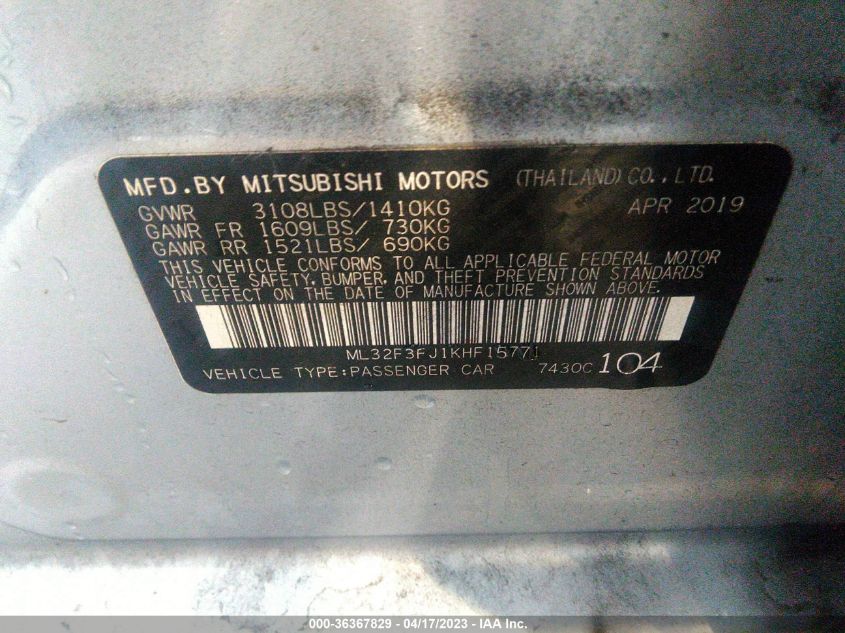 MFD.BY MITSUBISHI MOTORS (THAILAND) CO., LTD.
GVWR 3108LBS/1410KG APR 2019
GAWR FR 1609LBS/ 730KG
GAWR RR 1521LBS/ 690KG
THIS VEHICLE CONFORMS TO ALL APPLICABLE FEDERAL MOTOR
VEHICLE SAFETY, BUMPER, AND THEFT PREVENTION STANDARDS
IN EFFECT ON THE DATE OF MANUFACTURE SHOWN ABOVE.
ML32F3FJ1KHF15771
VEHICLE TYPE:PASSENGER CAR 7430C 104
000-36367829 - 04/17/2023 - IAA Inc.